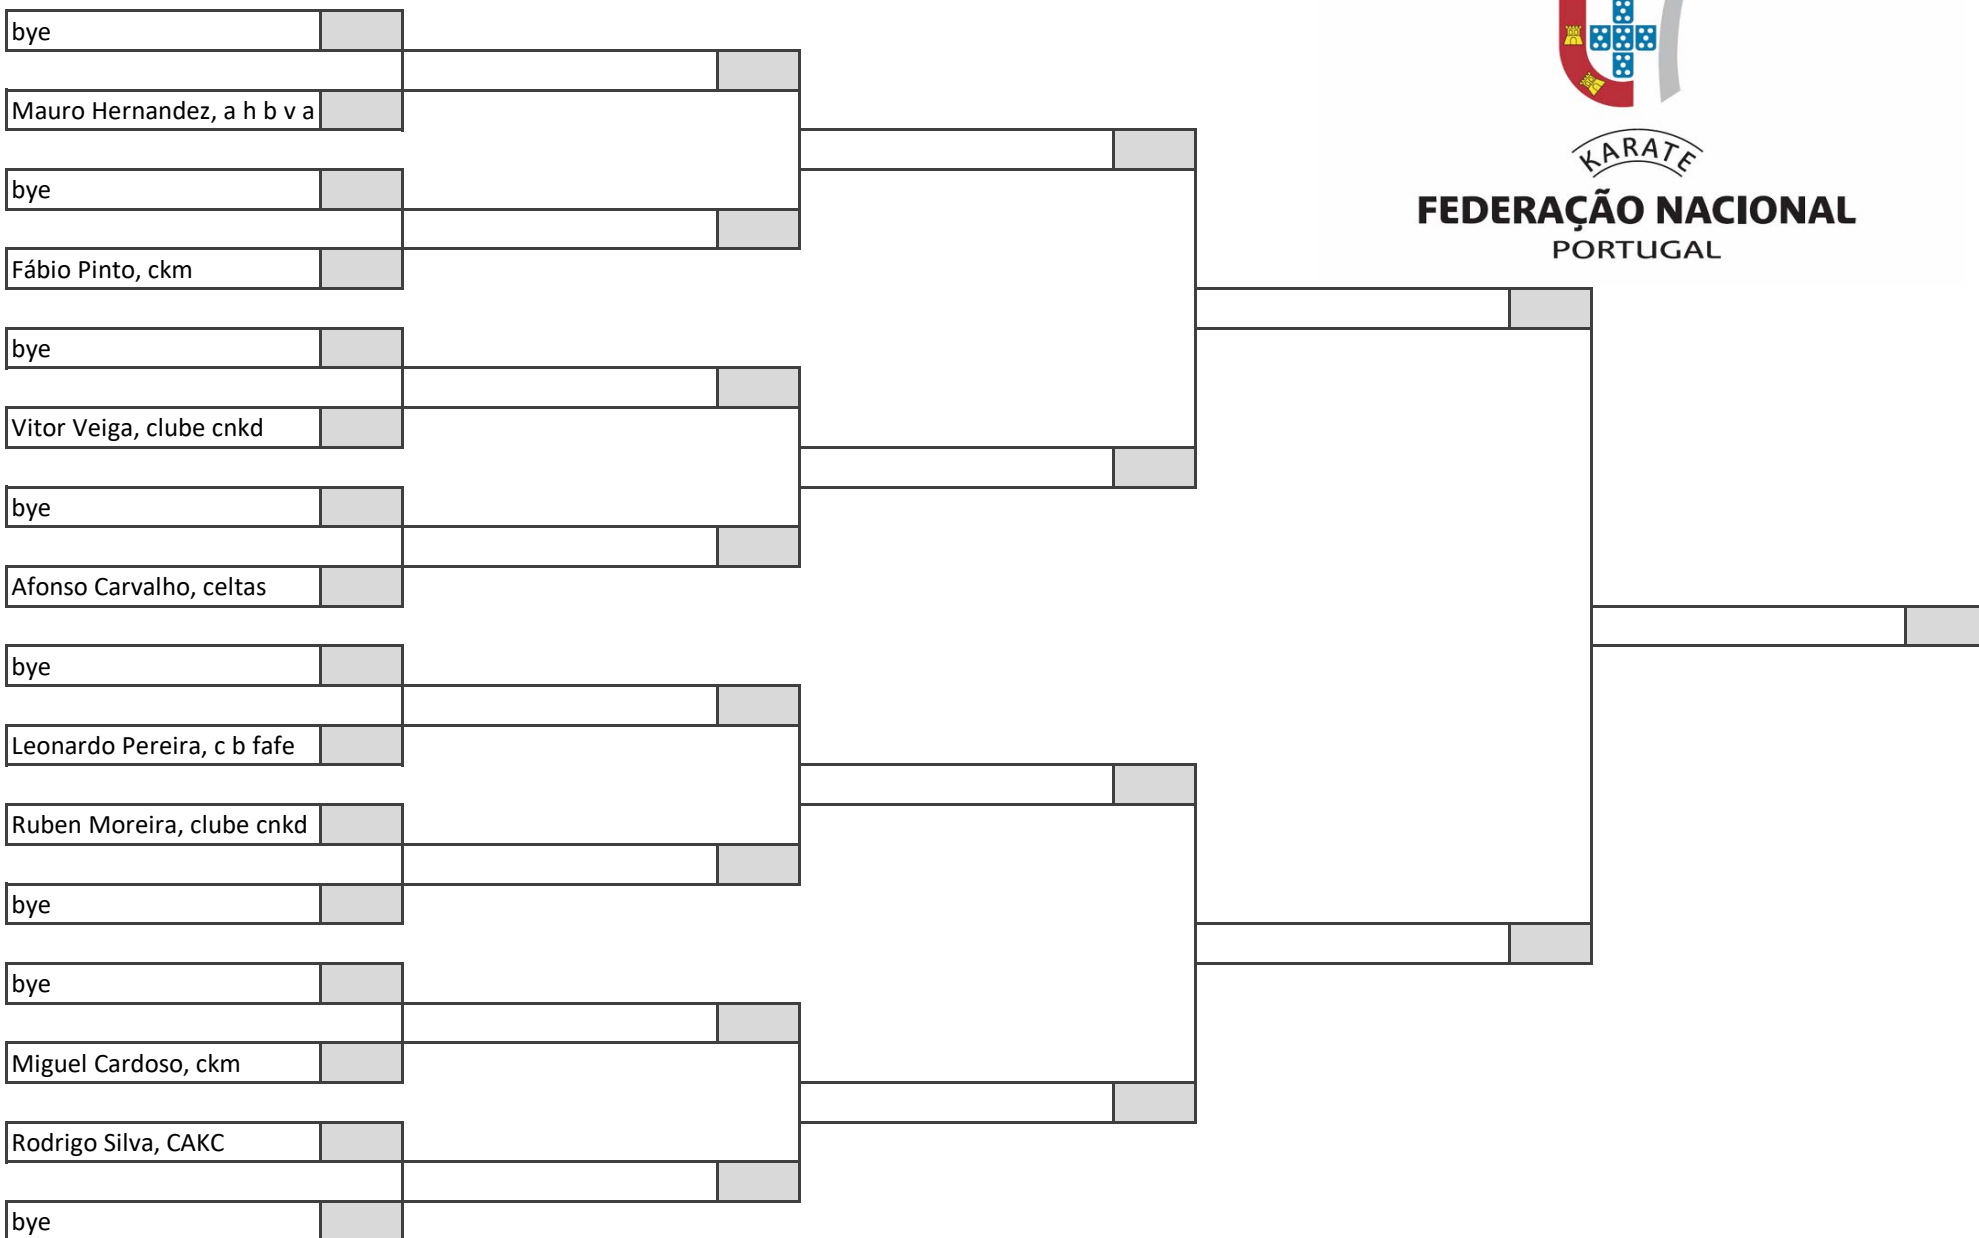 bye
Mauro Hernandez, a h b v a
bye
Fábio Pinto, ckm
bye
Vitor Veiga, clube cnkd
bye
Afonso Carvalho, celtas
bye
Leonardo Pereira, c b fafe
Ruben Moreira, clube cnkd
bye
bye
Miguel Cardoso, ckm
Rodrigo Silva, CAKC
bye
KARATE
FEDERAÇÃO NACIONAL
PORTUGAL